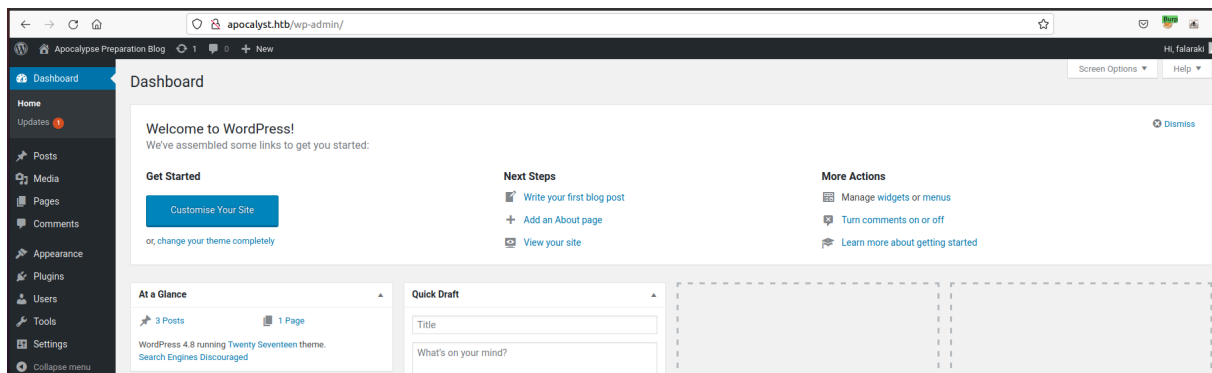 apocalyst.htb/wp-admin/
Burp
Apocalypse Preparation Blog 1 0 + New
Hi, falaraki
Dashboard
Home
Updates 1
Posts
Media
Pages
Comments
Appearance
Plugins
Users
Tools
Settings
Collapse menu
Screen Options ▼ Help ▼
Dashboard
Welcome to WordPress!
We've assembled some links to get you started:
Dismiss
Get Started
Customise Your Site
or, change your theme completely
Next Steps
Write your first blog post
Add an About page
View your site
More Actions
Manage widgets or menus
Turn comments on or off
Learn more about getting started
At a Glance
3 Posts 1 Page
WordPress 4.8 running Twenty Seventeen theme.
Search Engines Discouraged
Quick Draft
Title
What's on your mind?